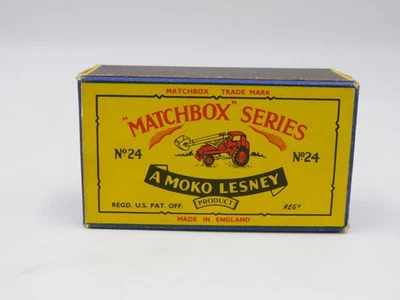 MATCHBOX TRADE MARK
"MATCHBOX" SERIES
Nº24 Nº24
A MOKO LESNEY
PRODUCT
REGD. U.S. PAT. OFF. REGD
MADE IN ENGLAND